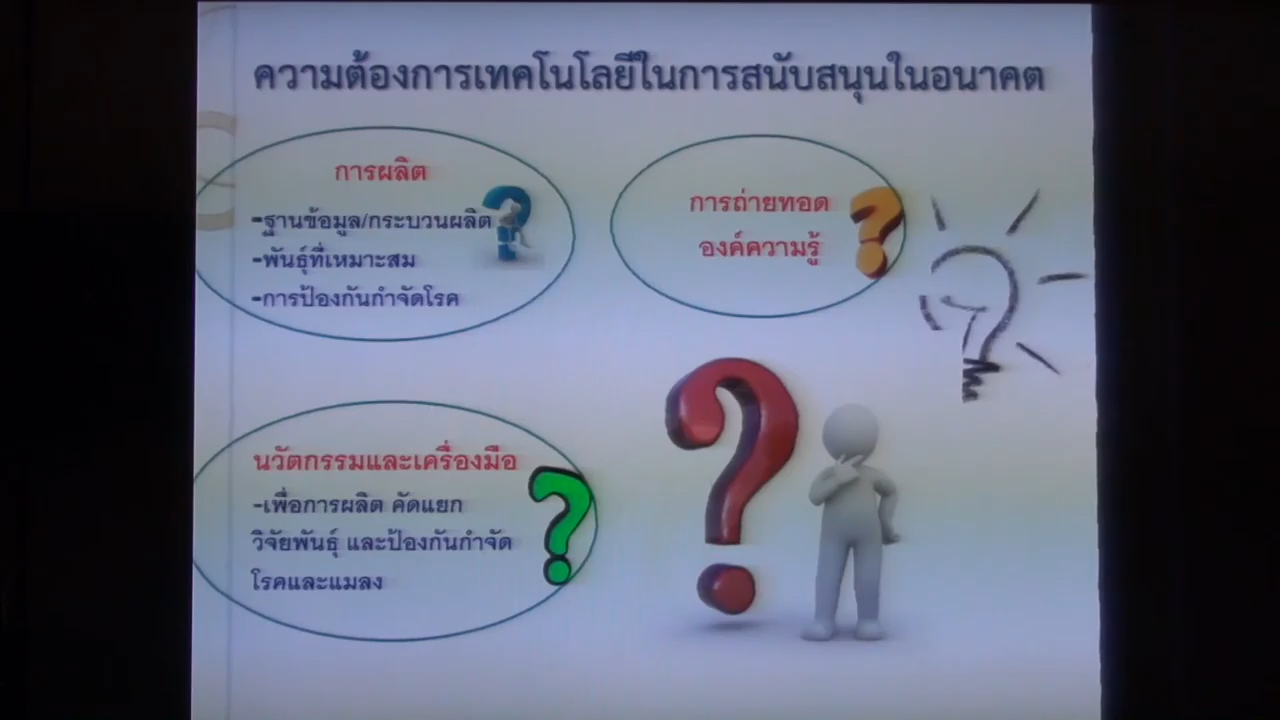 ความต้องการเทคโนโลยีในการสนับสนุนในอนาคต
การผลิต
-ฐานข้อมูล/กระบวนผลิต
-พันธุ์ที่เหมาะสม
-การป้องกันกำจัดโรค
การถ่ายทอด
องค์ความรู้
นวัตกรรมและเครื่องมือ
-เพื่อการผลิต คัดแยก
วิจัยพันธุ์ และป้องกันกำจัด
โรคและแมลง